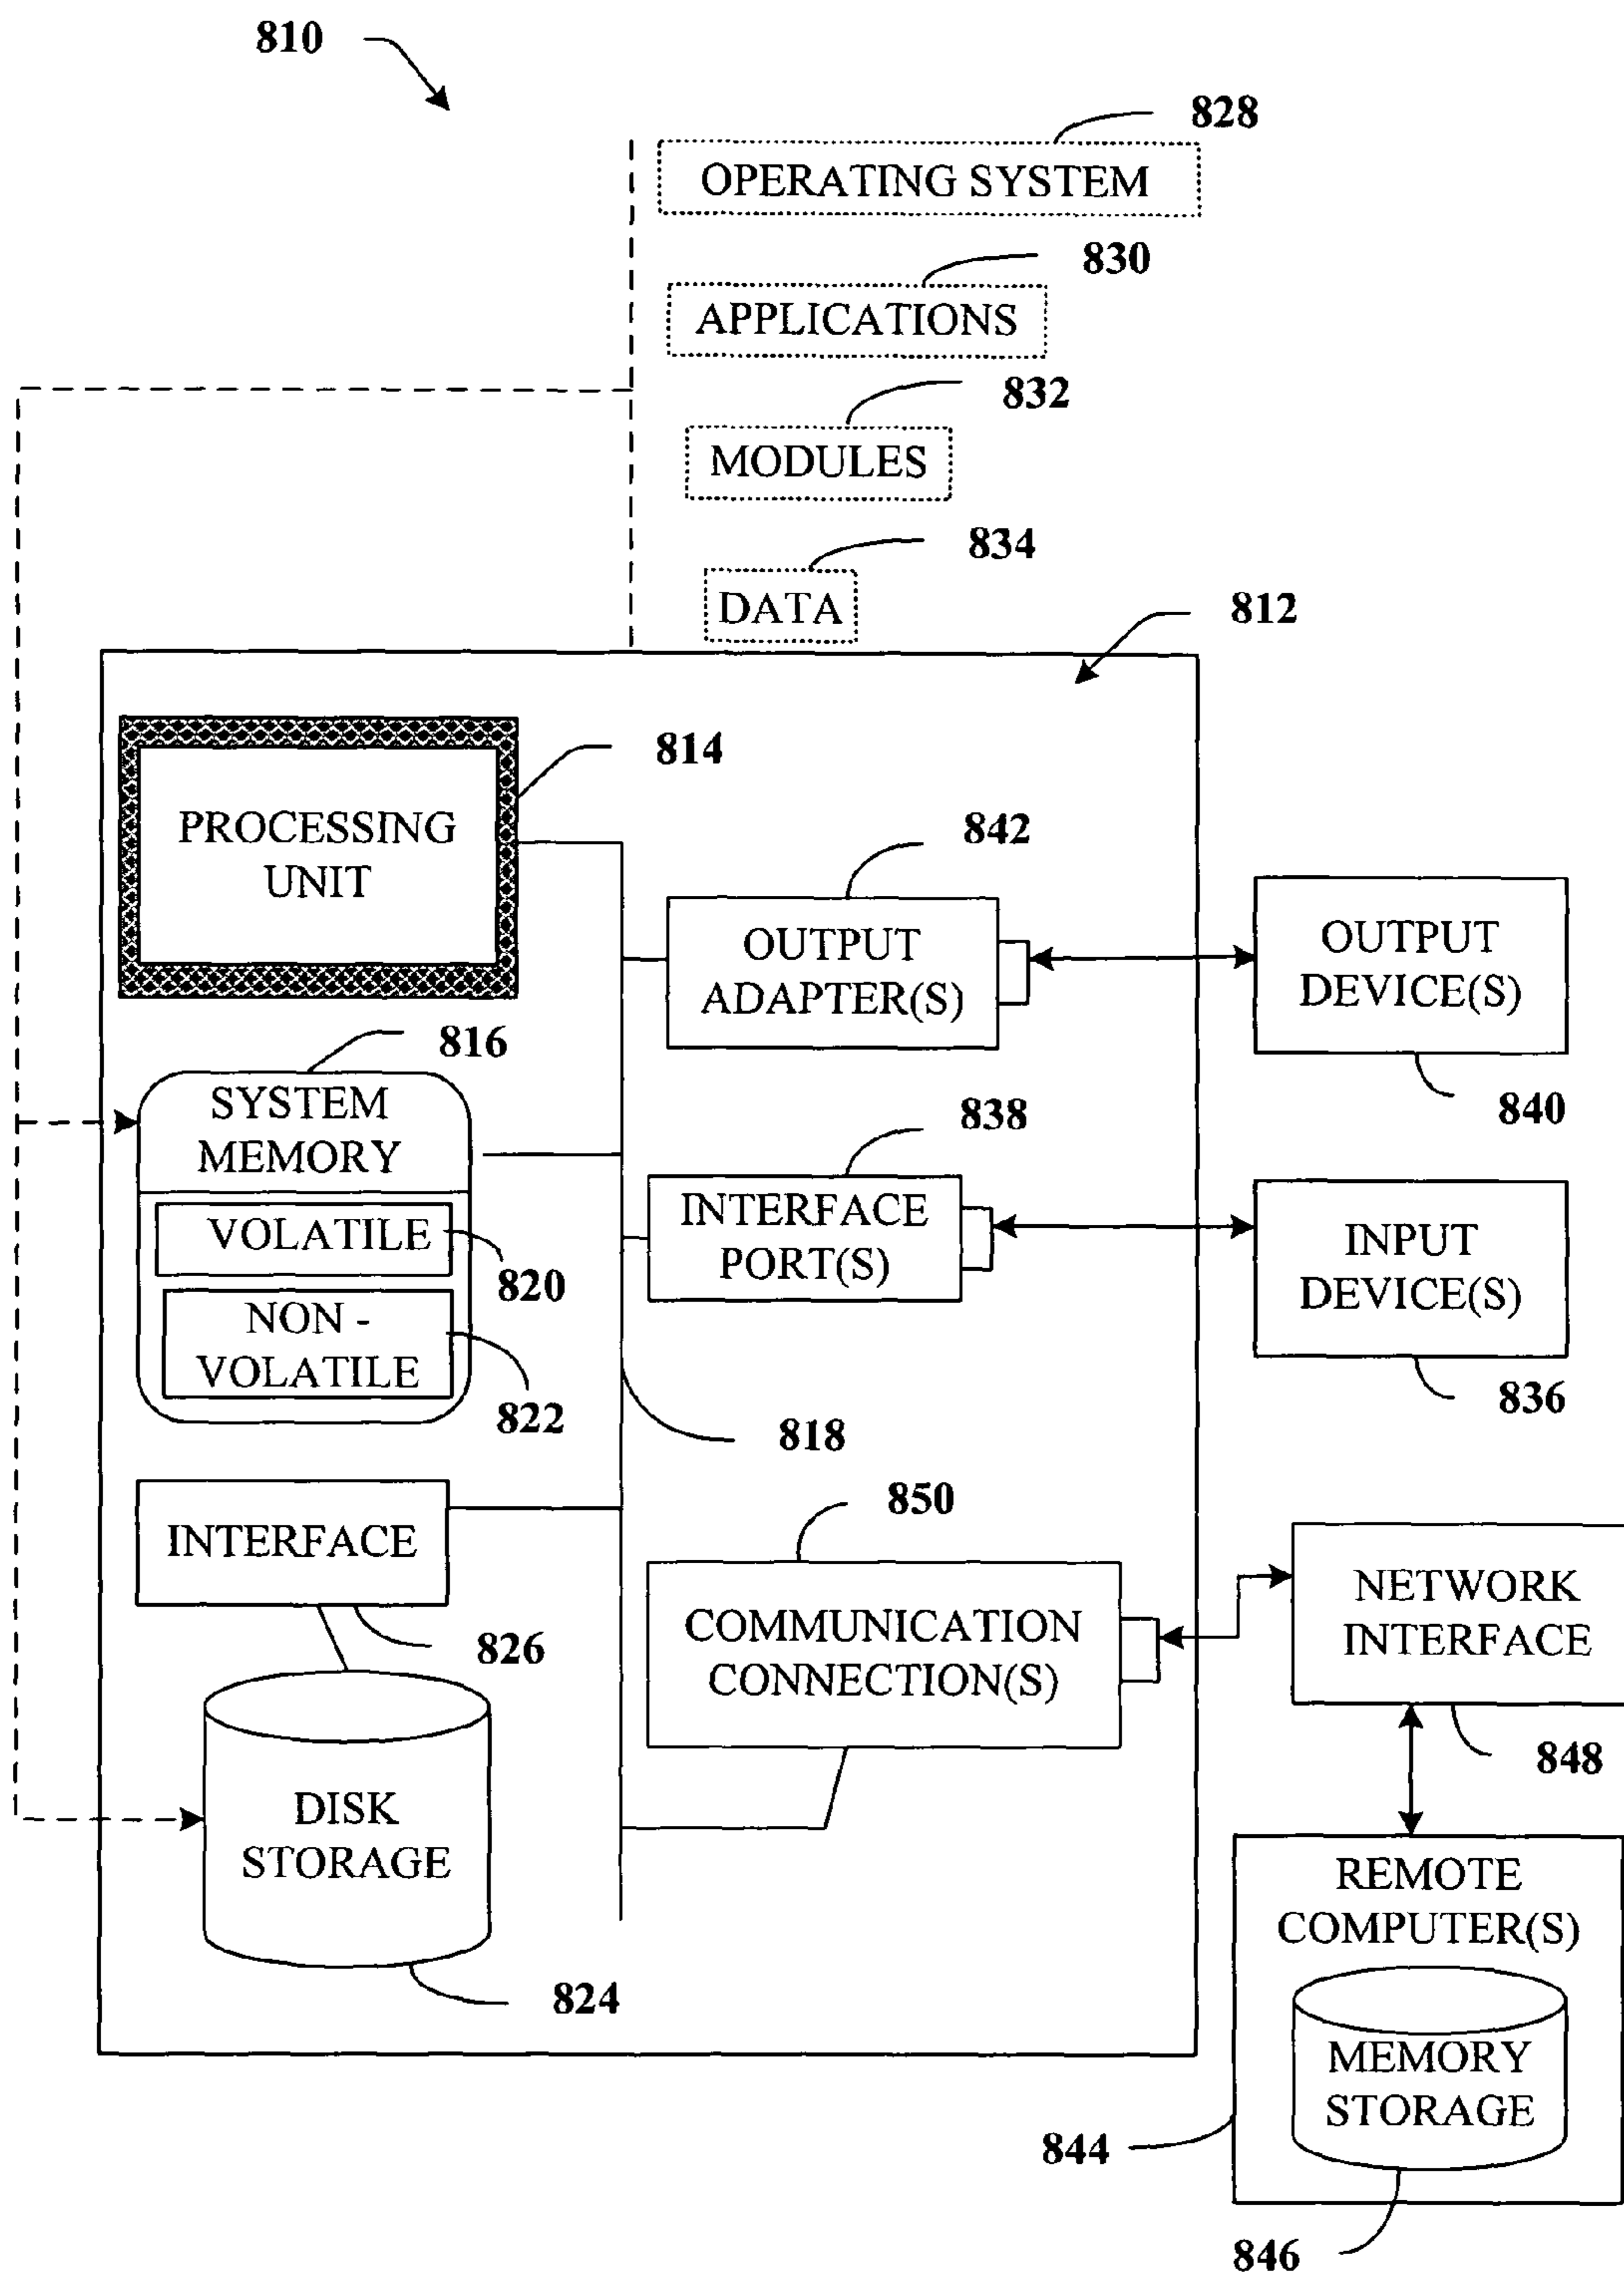 810
828
OPERATING SYSTEM
830
APPLICATIONS
832
MODULES
834
DATA
812
814
PROCESSING
UNIT
842
OUTPUT
ADAPTER(S)
OUTPUT
DEVICE(S)
840
816
SYSTEM
MEMORY
VOLATILE
820
NON -
VOLATILE
822
838
INTERFACE
PORT(S)
INPUT
DEVICE(S)
836
818
INTERFACE
826
850
COMMUNICATION
CONNECTION(S)
NETWORK
INTERFACE
848
DISK
STORAGE
824
REMOTE
COMPUTER(S)
MEMORY
STORAGE
844
846